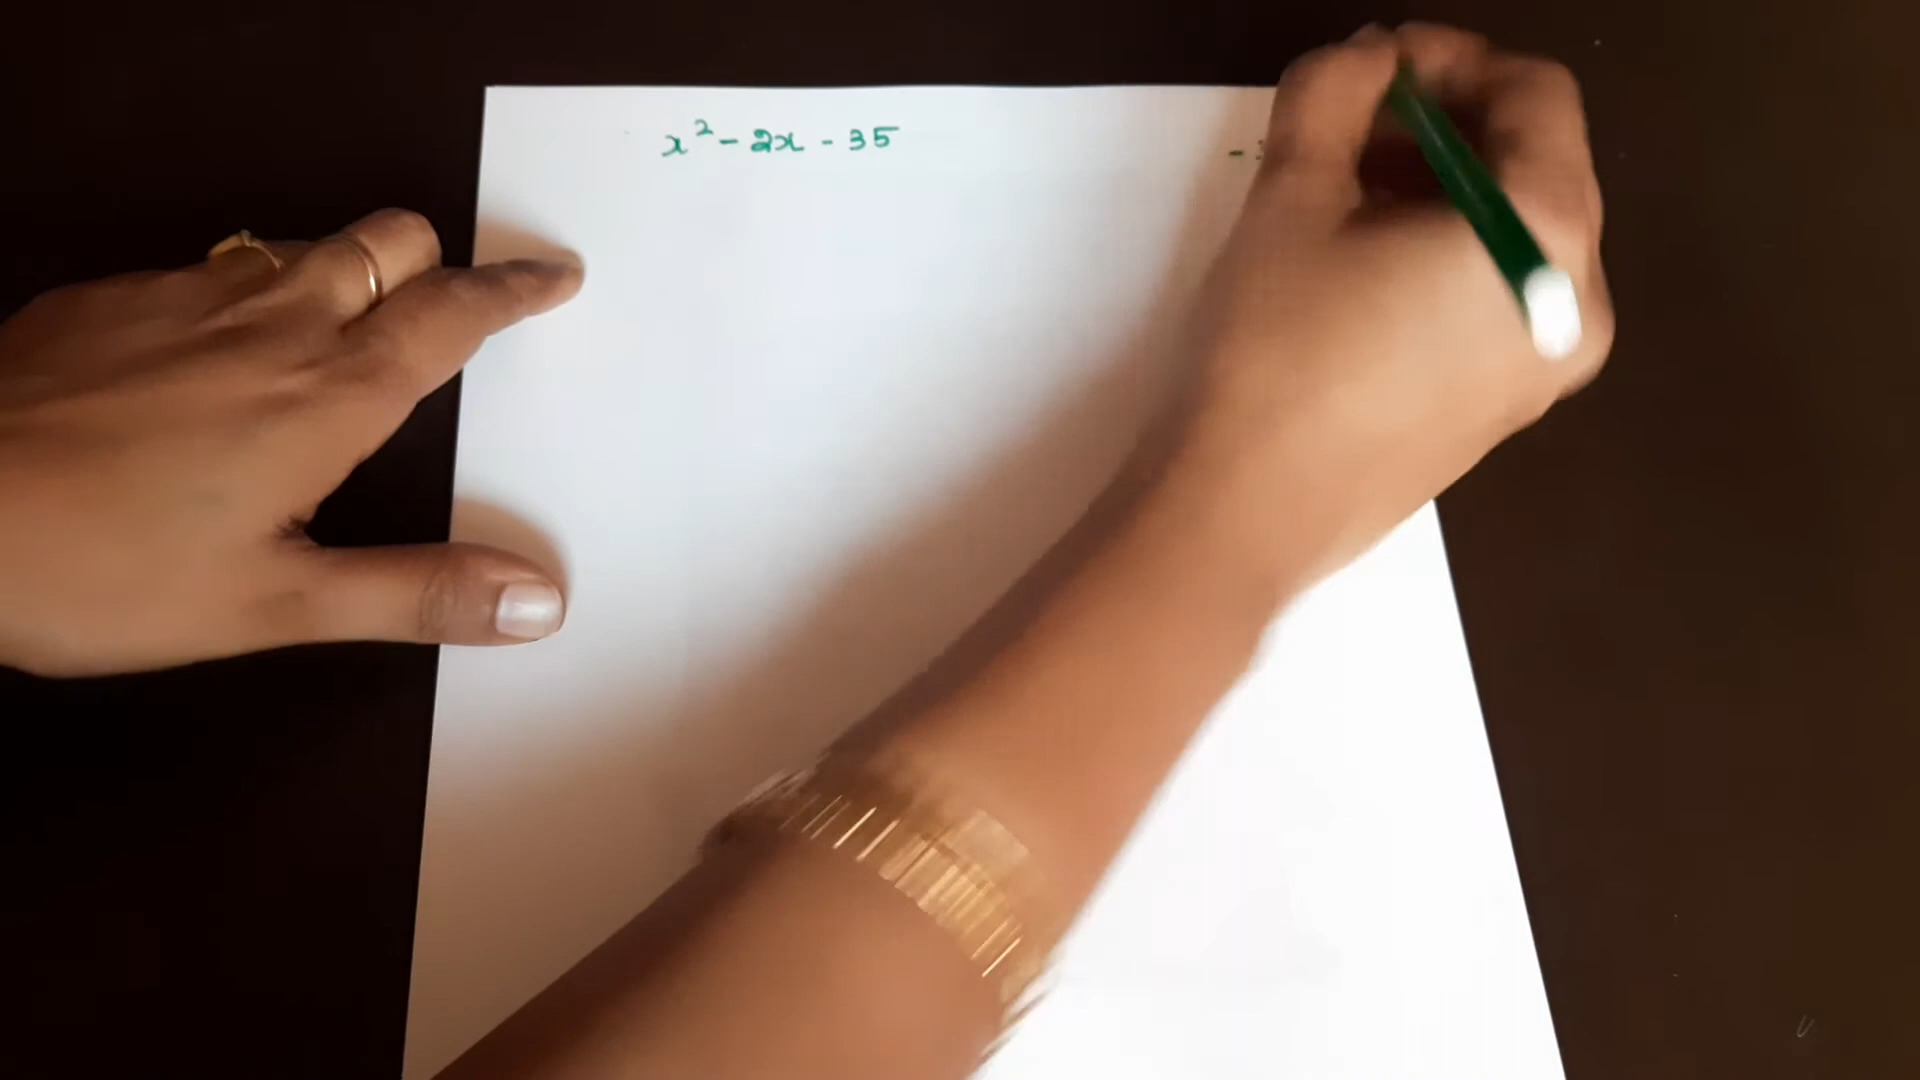 x² - 2x - 35 -